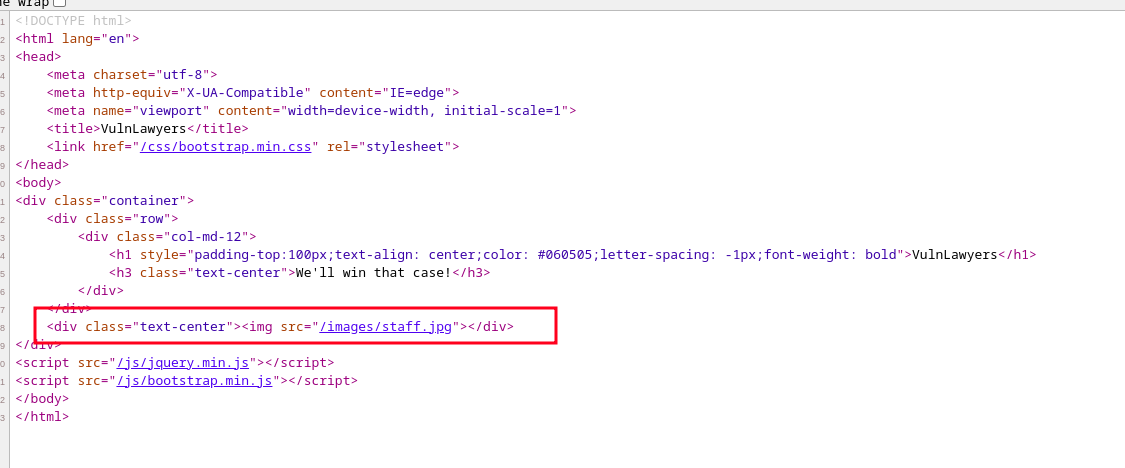 ne wrap
1 <!DOCTYPE html>
2 <html lang="en">
3 <head>
4     <meta charset="utf-8">
5     <meta http-equiv="X-UA-Compatible" content="IE=edge">
6     <meta name="viewport" content="width=device-width, initial-scale=1">
7     <title>VulnLawyers</title>
8     <link href="/css/bootstrap.min.css" rel="stylesheet">
9 </head>
0 <body>
1 <div class="container">
2     <div class="row">
3         <div class="col-md-12">
4             <h1 style="padding-top:100px;text-align: center;color: #060505;letter-spacing: -1px;font-weight: bold">VulnLawyers</h1>
5             <h3 class="text-center">We'll win that case!</h3>
6         </div>
7     </div>
8     <div class="text-center"><img src="/images/staff.jpg"></div>
9 </div>
0 <script src="/js/jquery.min.js"></script>
1 <script src="/js/bootstrap.min.js"></script>
2 </body>
3 </html>